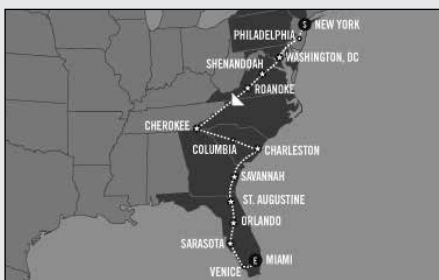 S NEW YORK
PHILADELPHIA
WASHINGTON, DC
SHENANDOAH
ROANOKE
CHEROKEE
COLUMBIA
CHARLESTON
SAVANNAH
ST. AUGUSTINE
ORLANDO
SARASOTA
E MIAMI
VENICE